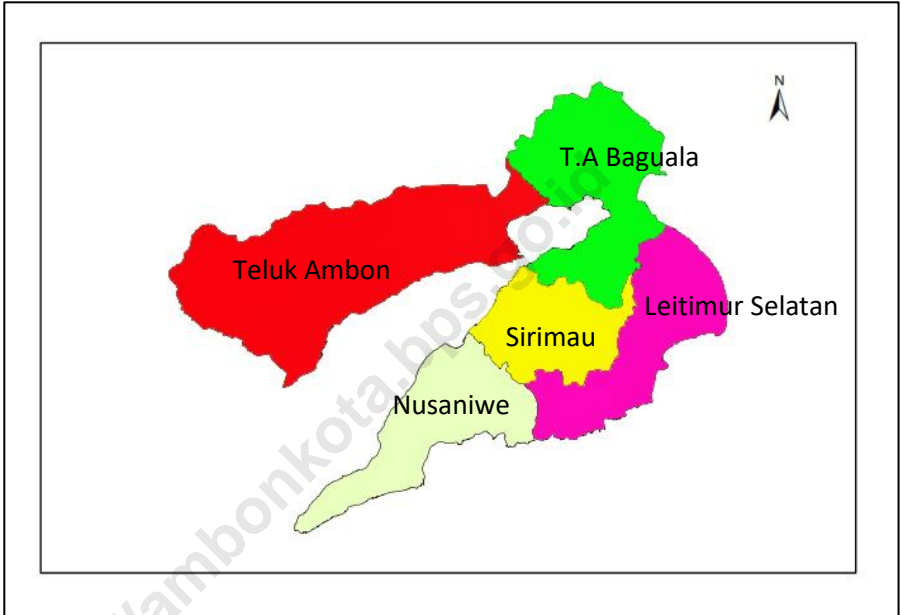 N
T.A Baguala
Teluk Ambon
Leitimur Selatan
Sirimau
Nusaniwe
/ambonkota.bps.go.id